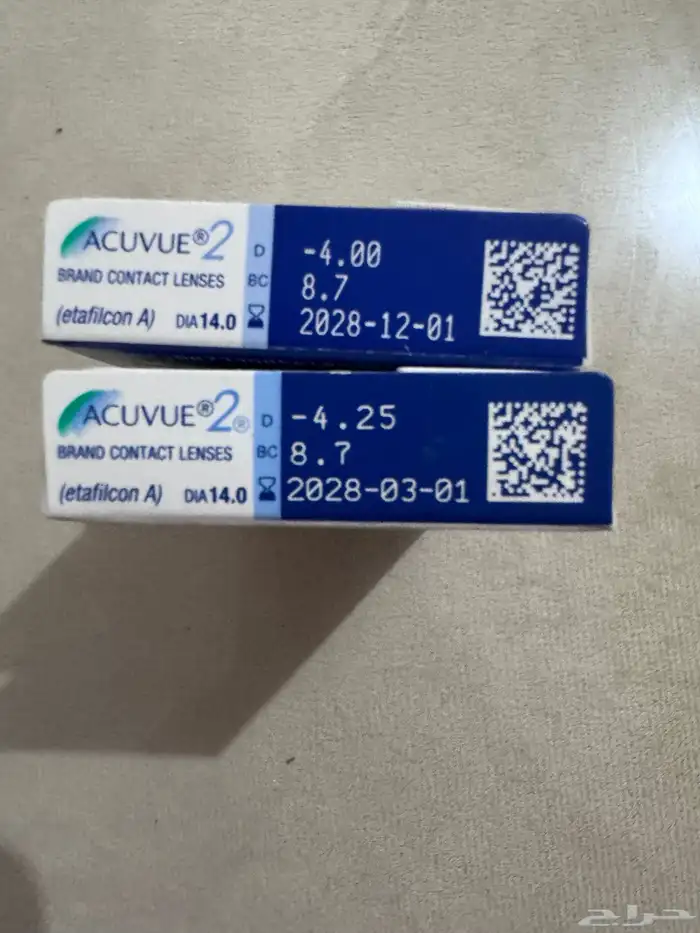 ACUVUE®2
BRAND CONTACT LENSES
(etafilcon A) DIA14.0
D -4.00
BC 8.7
2028-12-01
ACUVUE®2®
BRAND CONTACT LENSES
(etafilcon A) DIA14.0
D -4.25
BC 8.7
2028-03-01
حراج